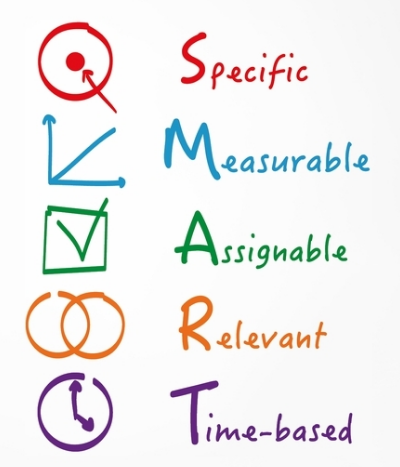 Specific
Measurable
Assignable
Relevant
Time-based